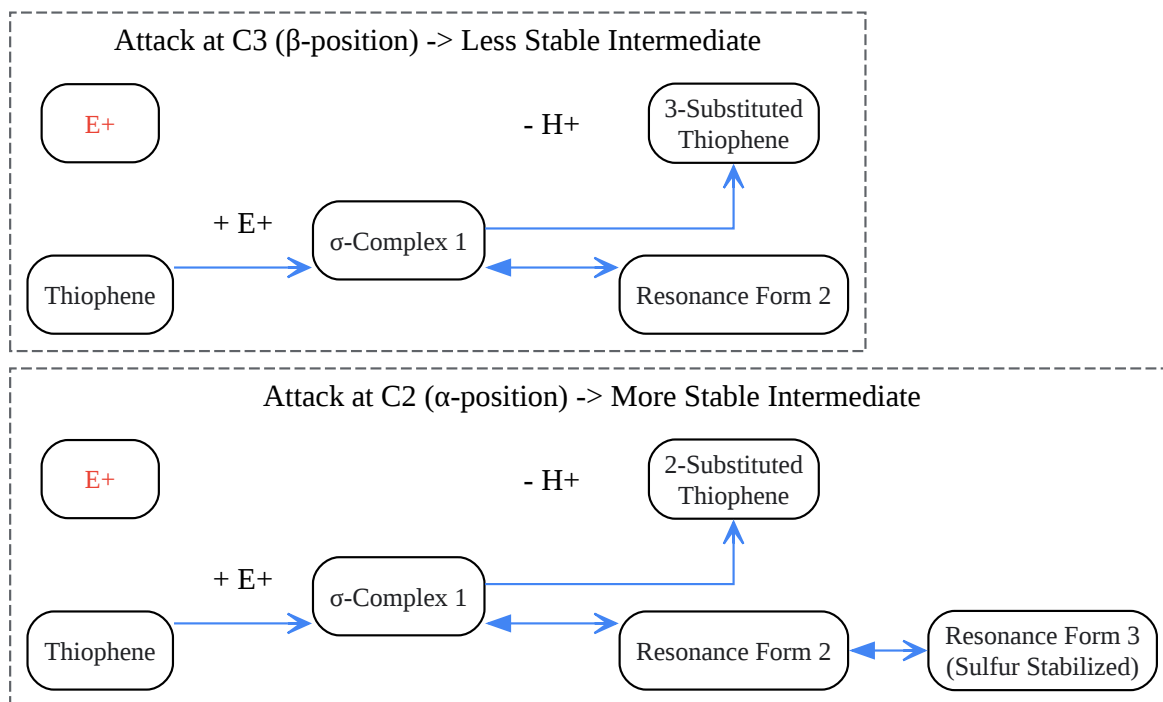 Attack at C3 (β-position) -> Less Stable Intermediate
E+
- H+
3-Substituted
Thiophene
+ E+
σ-Complex 1
Thiophene
Resonance Form 2
Attack at C2 (α-position) -> More Stable Intermediate
E+
- H+
2-Substituted
Thiophene
+ E+
σ-Complex 1
Thiophene
Resonance Form 2
Resonance Form 3
(Sulfur Stabilized)